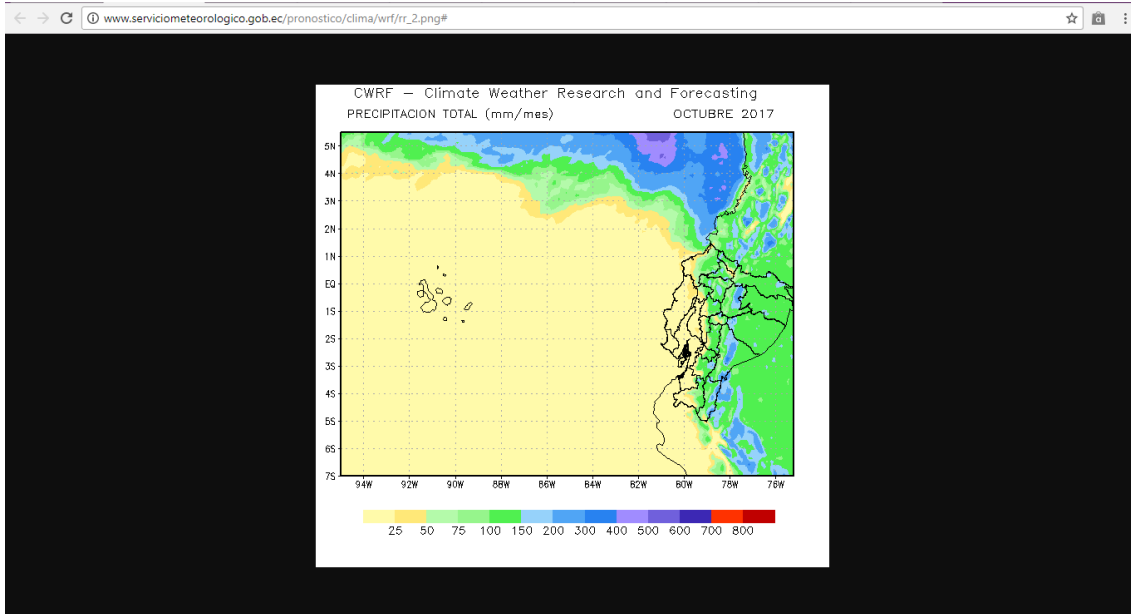 www.serviciometeorologico.gob.ec/pronostico/clima/wrf/rr_2.png#
CWRF – Climate Weather Research and Forecasting
PRECIPITACION TOTAL (mm/mes) OCTUBRE 2017
5N
4N
3N
2N
1N
EQ
1S
2S
3S
4S
5S
6S
7S
94W 92W 90W 88W 86W 84W 82W 80W 78W 76W
25 50 75 100 150 200 300 400 500 600 700 800